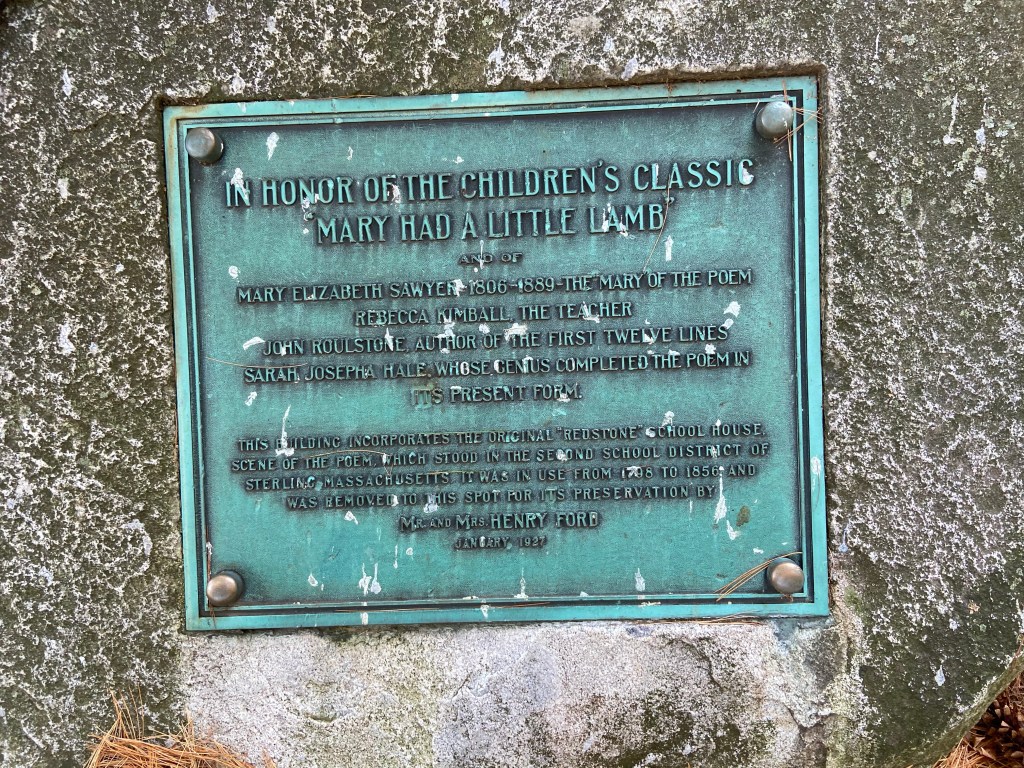 IN HONOR OF THE CHILDREN'S CLASSIC
"MARY HAD A LITTLE LAMB"
AND OF
MARY ELIZABETH SAWYER-1806-1889-THE "MARY" OF THE POEM
REBECCA KIMBALL, THE TEACHER
JOHN ROULSTONE, AUTHOR OF THE FIRST TWELVE LINES
SARAH JOSEPHA HALE, WHOSE GENIUS COMPLETED THE POEM IN
ITS PRESENT FORM.
THIS BUILDING INCORPORATES THE ORIGINAL "REDSTONE" SCHOOL HOUSE,
SCENE OF THE POEM, WHICH STOOD IN THE SECOND SCHOOL DISTRICT OF
STERLING, MASSACHUSETTS. IT WAS IN USE FROM 1798 TO 1856, AND
WAS REMOVED TO THIS SPOT FOR ITS PRESERVATION BY
MR. AND MRS. HENRY FORD
JANUARY, 1927